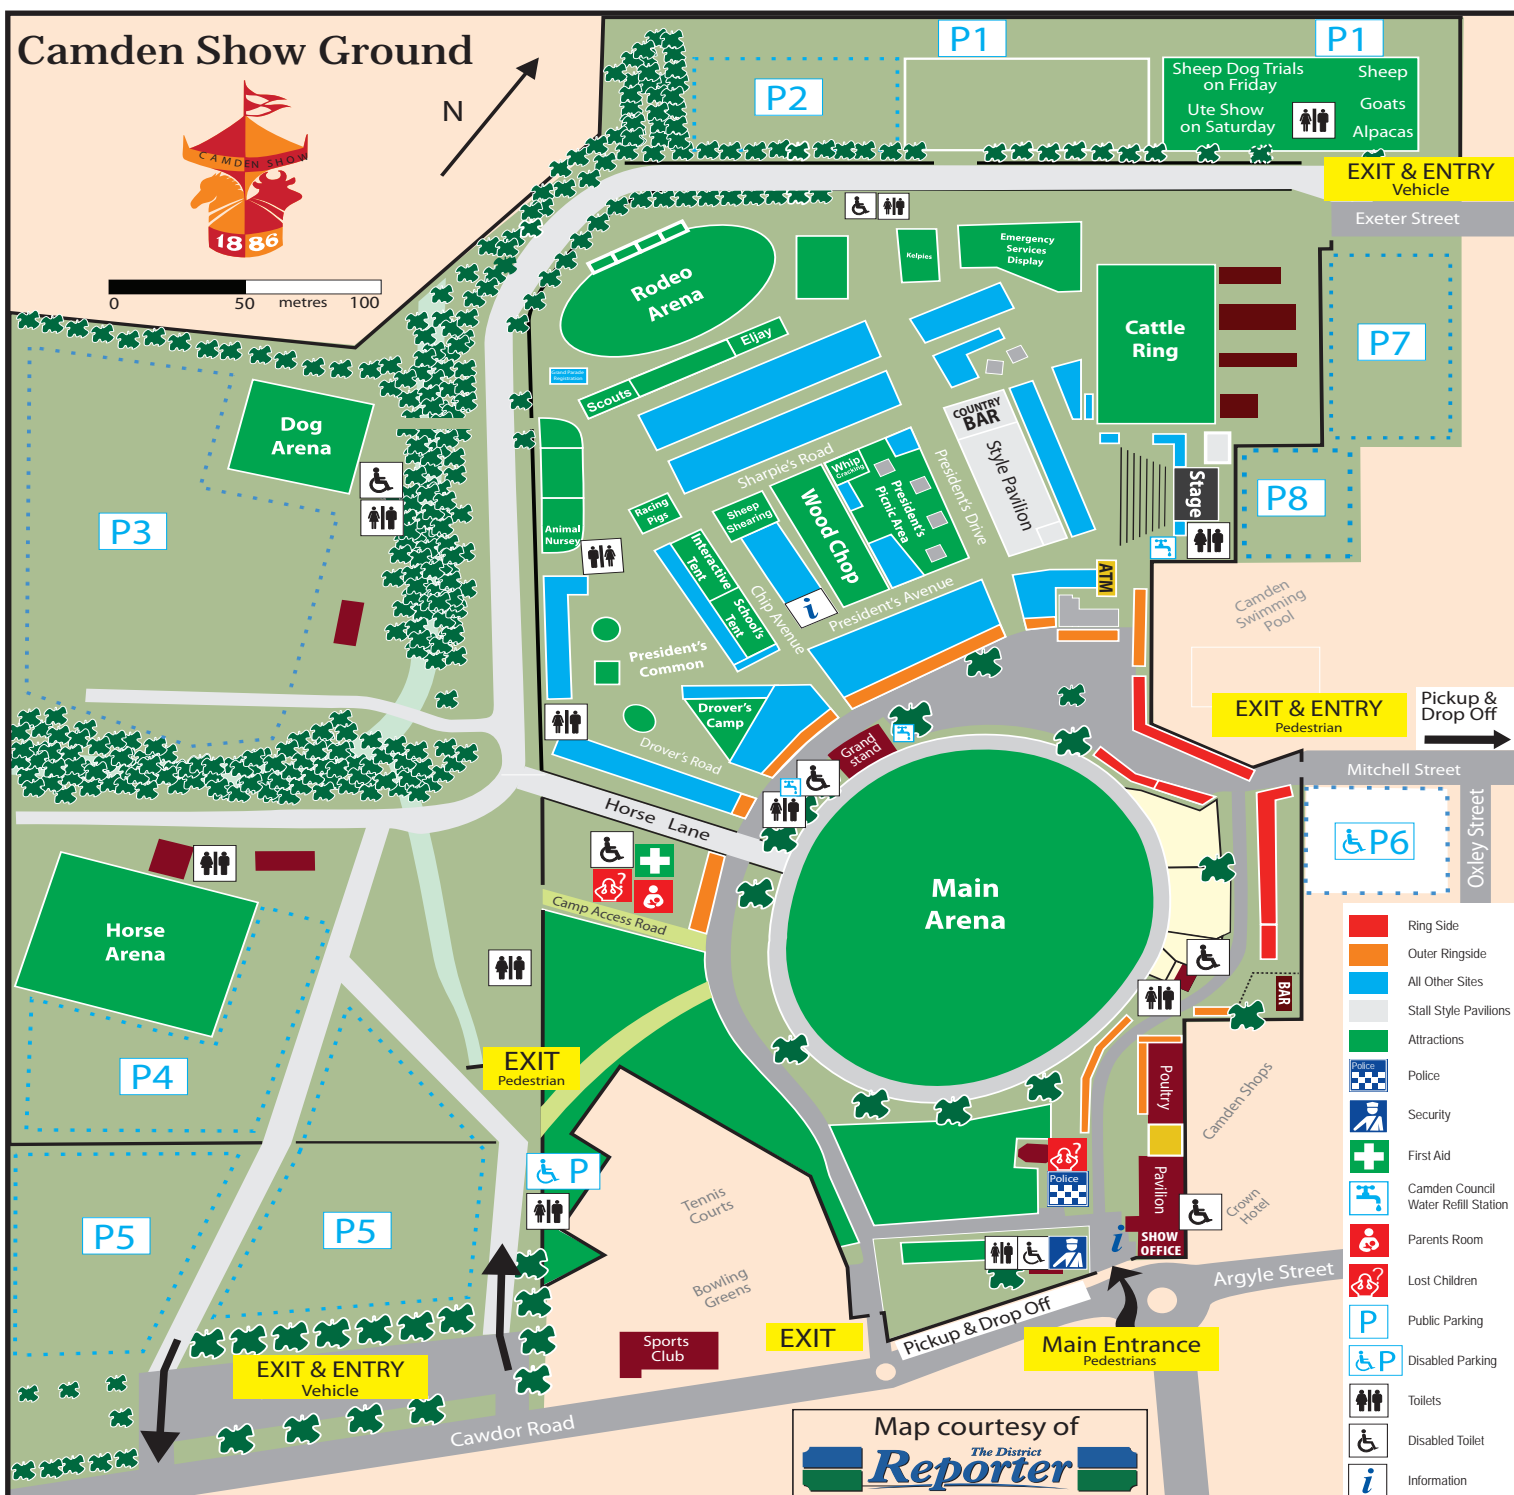 Camden Show Ground
N
CAMDEN SHOW
1886
0 50 metres 100
P1
P1
P2
Sheep Dog Trials
on Friday
Ute Show
on Saturday
Sheep
Goats
Alpacas
EXIT & ENTRY
Vehicle
Exeter Street
Rodeo
Arena
Kelpies
Emergency
Services
Display
Cattle
Ring
P7
Scouts
Eljay
Grand Parade
Registration
Dog
Arena
P3
COUNTRY
BAR
Style Pavilion
Stage
P8
Sharpie's Road
President's Drive
Whip
Cracking
President's
Picnic Area
Wood Chop
Racing
Pigs
Sheep
Shearing
Interactive
Tent
School's
Tent
Chip Avenue
i
President's Avenue
Animal
Nursey
ATM
Camden
Swimming
Pool
President's
Common
Drover's
Camp
Drover's Road
Grand
stand
EXIT & ENTRY
Pedestrian
Pickup &
Drop Off
Mitchell Street
Oxley Street
P6
Horse Lane
Camp Access Road
Main
Arena
Horse
Arena
BAR
P4
EXIT
Pedestrian
P
P5
P5
Poultry
Pavilion
SHOW
OFFICE
Police
i
Camden Shops
Crown
Hotel
Tennis
Courts
Bowling
Greens
Sports
Club
EXIT
Pickup & Drop Off
Argyle Street
Main Entrance
Pedestrians
EXIT & ENTRY
Vehicle
Cawdor Road
Map courtesy of
The District
Reporter
Ring Side
Outer Ringside
All Other Sites
Stall Style Pavilions
Attractions
Police
Police
Security
First Aid
Camden Council
Water Refill Station
Parents Room
Lost Children
P Public Parking
P Disabled Parking
Toilets
Disabled Toilet
i Information